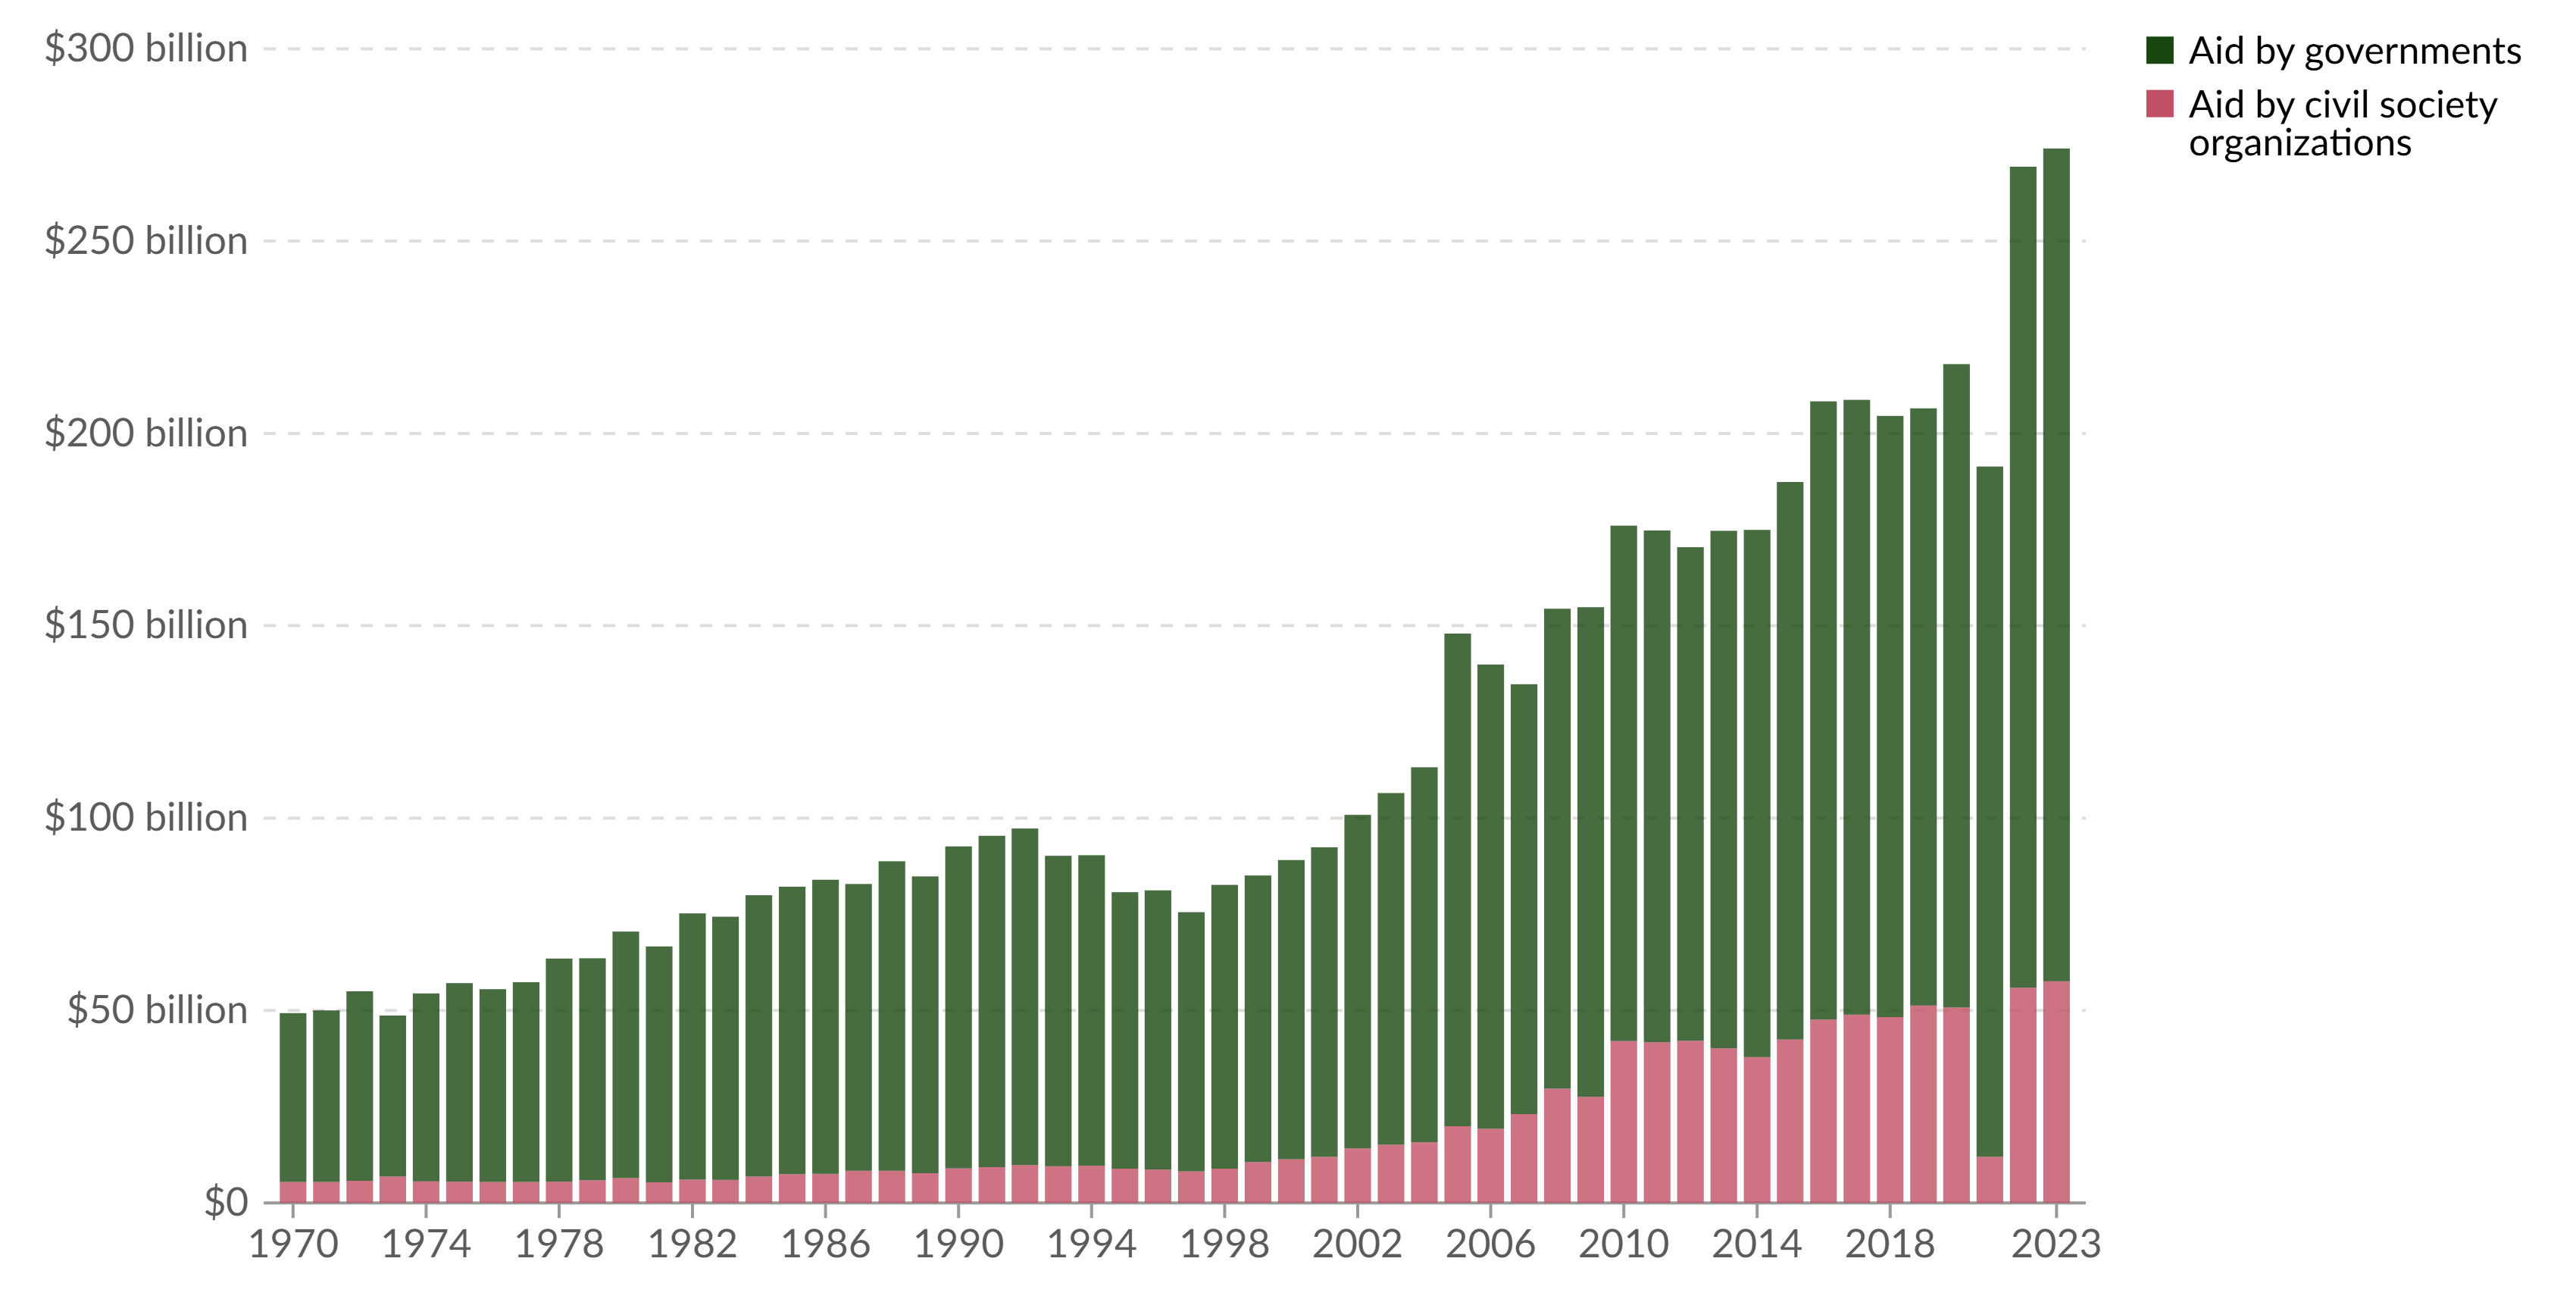 $300 billion
$250 billion
$200 billion
$150 billion
$100 billion
$50 billion
$0
1970 1974 1978 1982 1986 1990 1994 1998 2002 2006 2010 2014 2018 2023
Aid by governments
Aid by civil society
organizations